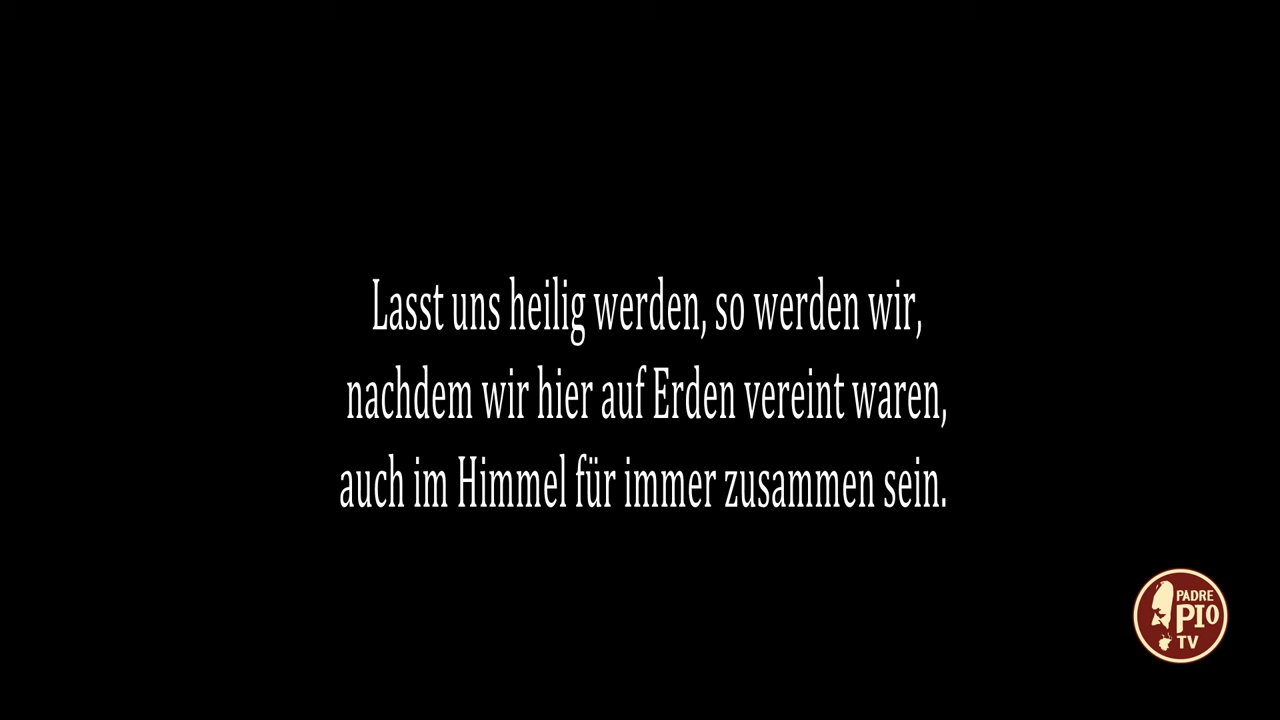 Lasst uns heilig werden, so werden wir,
nachdem wir hier auf Erden vereint waren,
auch im Himmel für immer zusammen sein.
PADRE
PIO
TV